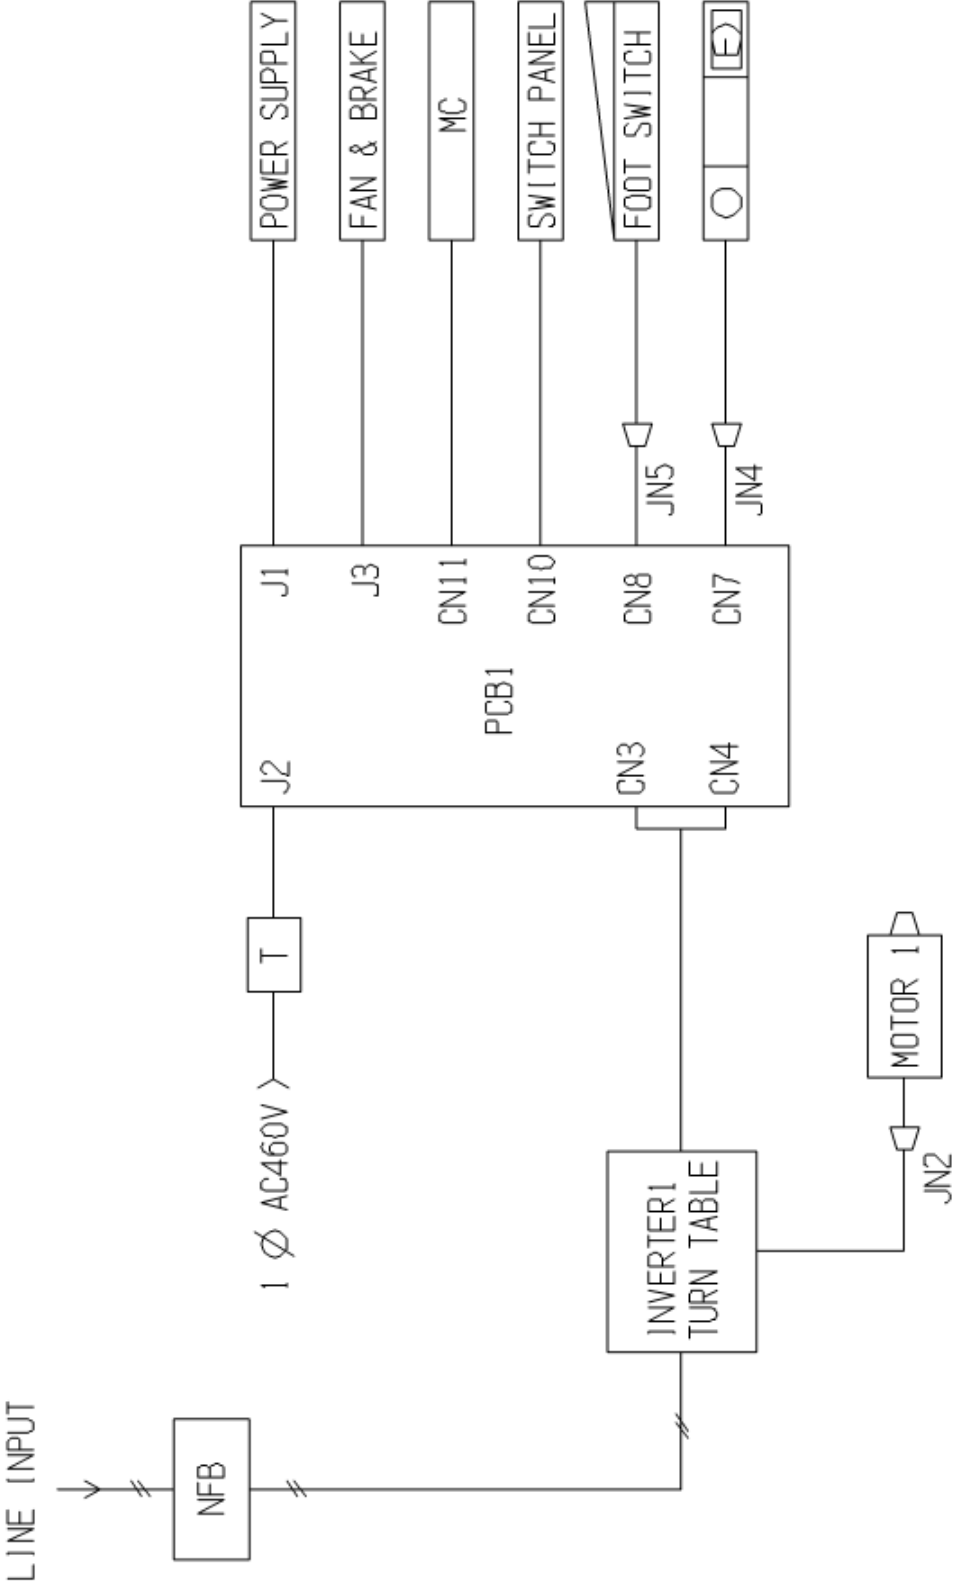 LINE INPUT
NFB
1 Ø AC460V
T
INVERTER1
TURN TABLE
JN2
MOTOR 1
PCB1
J2
CN3
CN4
J1
J3
CN11
CN10
CN8
CN7
JN5
JN4
POWER SUPPLY
FAN & BRAKE
MC
SWITCH PANEL
FOOT SWITCH